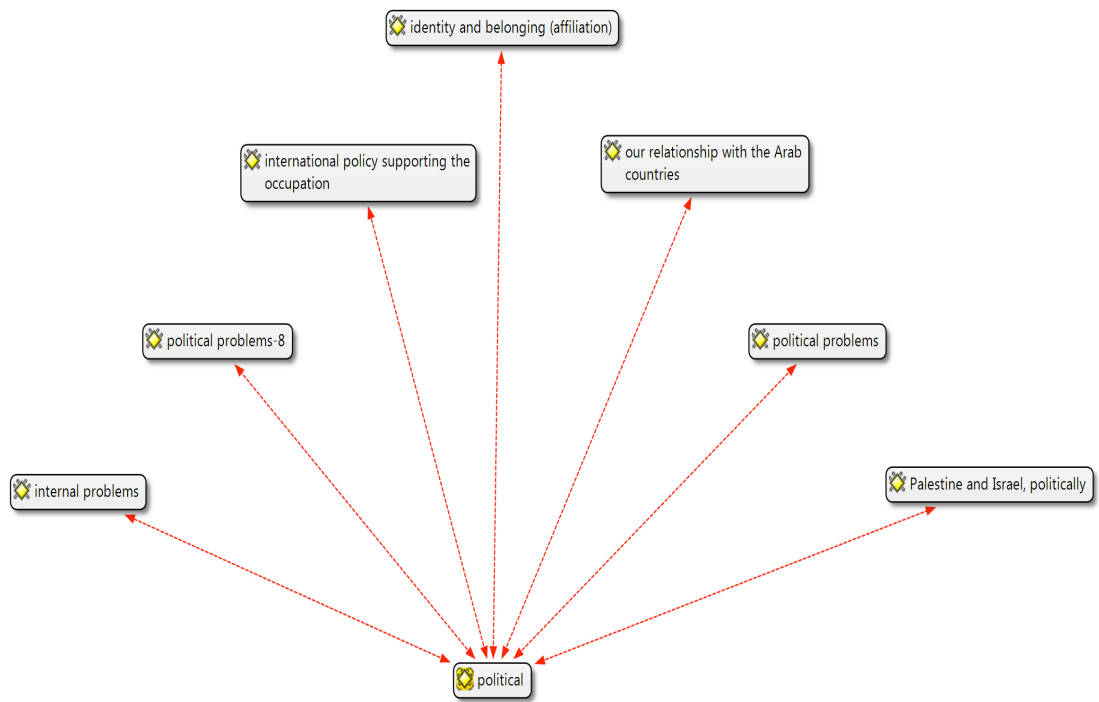 identity and belonging (affiliation)
international policy supporting the
occupation
our relationship with the Arab
countries
political problems-8
political problems
internal problems
Palestine and Israel, politically
political